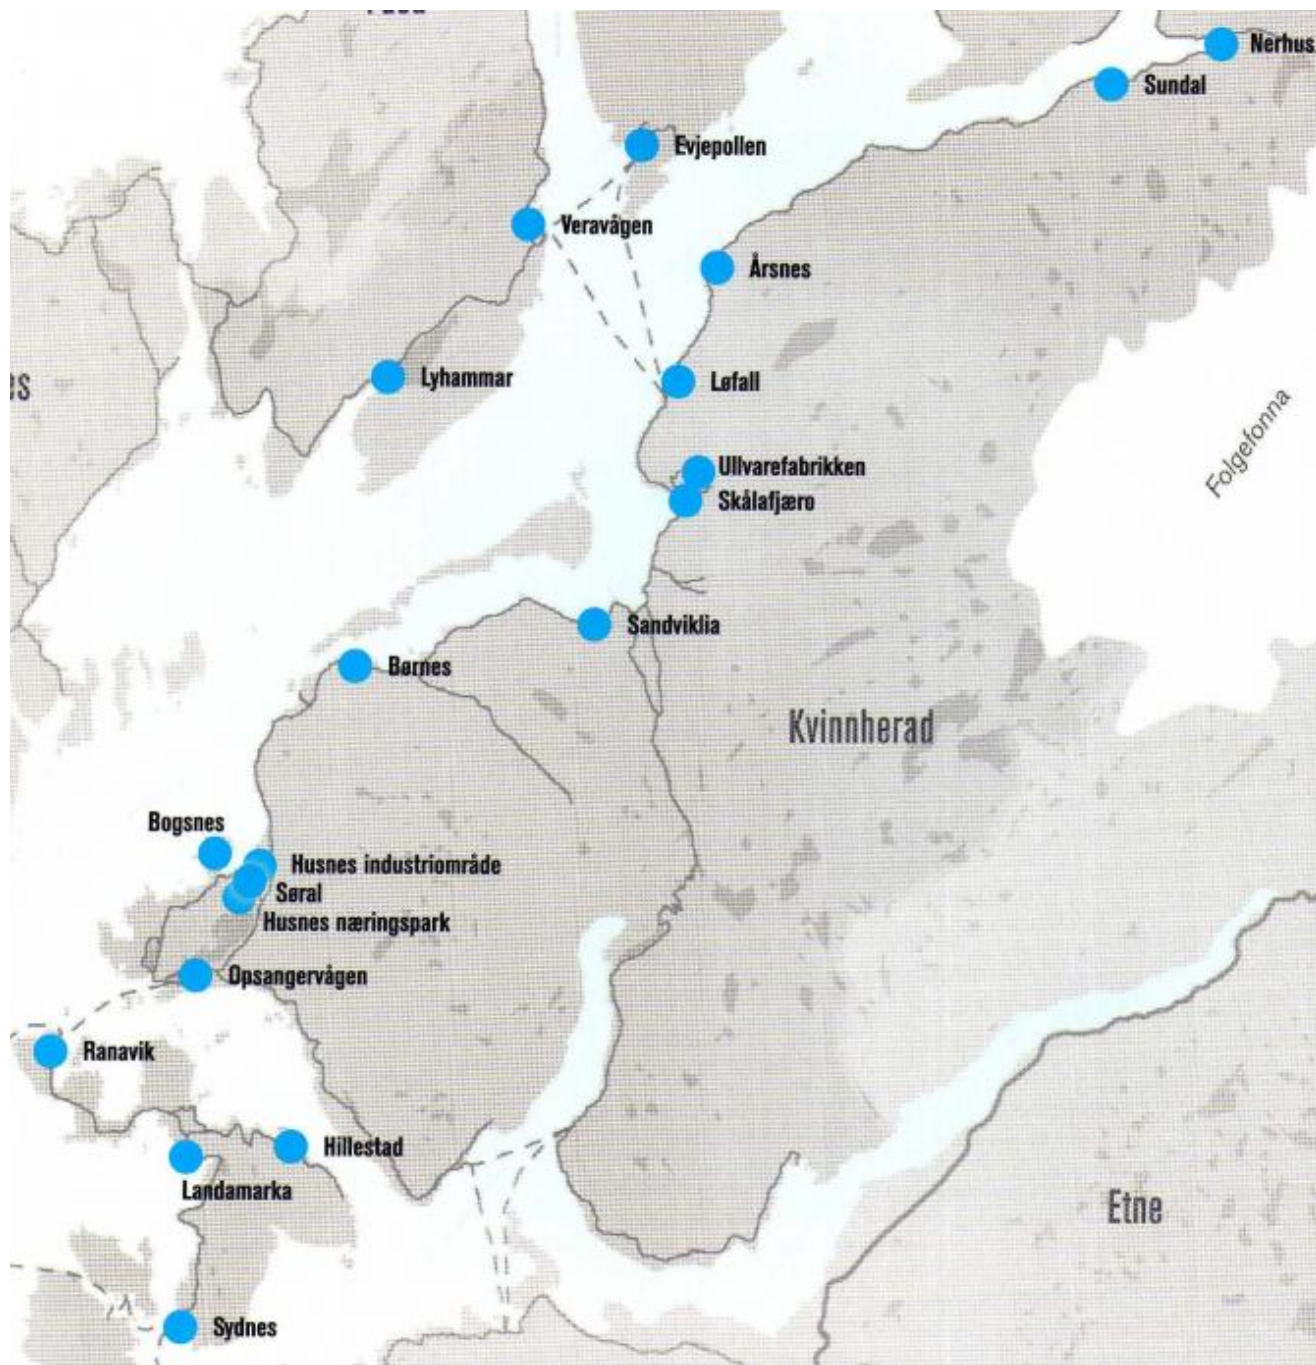 Nerhus
Sundal
Evjepollen
Veravågen
Årsnes
Lyhammar
Løfall
Folgefonna
Ullvarefabrikken
Skålafjæro
Sandviklia
Børnes
Kvinnherad
Bogsnes
Husnes industriområde
Søral
Husnes næringspark
Opsangervågen
Ranavik
Hillestad
Landamarka
Etne
Sydnes